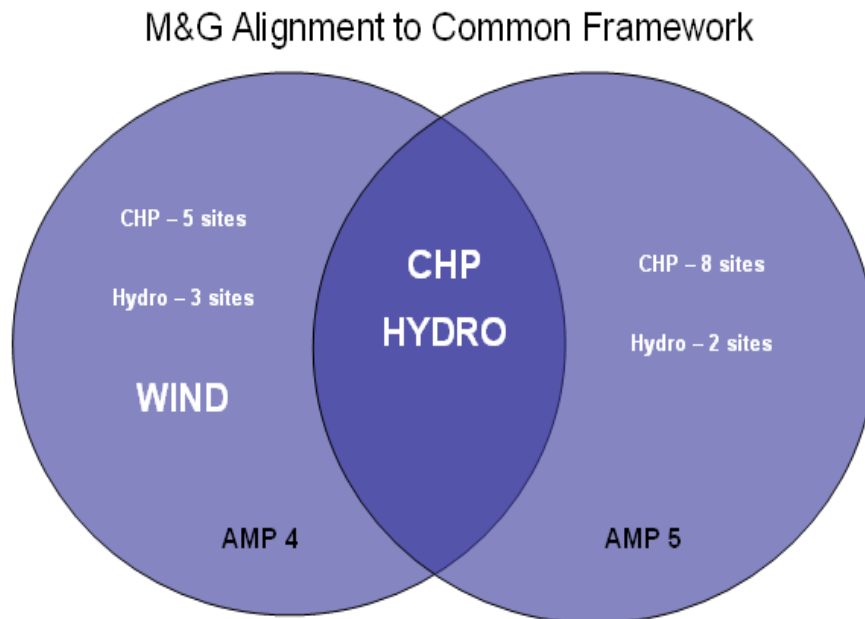 M&G Alignment to Common Framework
CHP – 5 sites
Hydro – 3 sites
WIND
AMP 4
CHP
HYDRO
CHP – 8 sites
Hydro – 2 sites
AMP 5